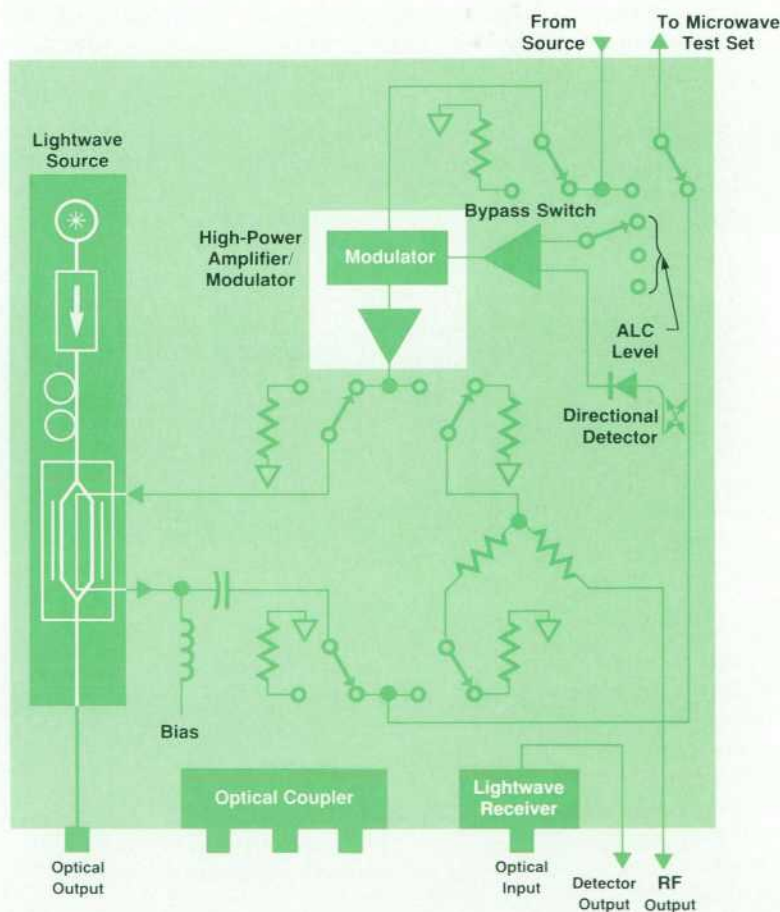 From
Source
To Microwave
Test Set
Lightwave
Source
Bypass Switch
High-Power
Amplifier/
Modulator
Modulator
ALC
Level
Directional
Detector
Bias
Optical Coupler
Lightwave
Receiver
Optical
Output
Optical
Input
Detector
Output
RF
Output